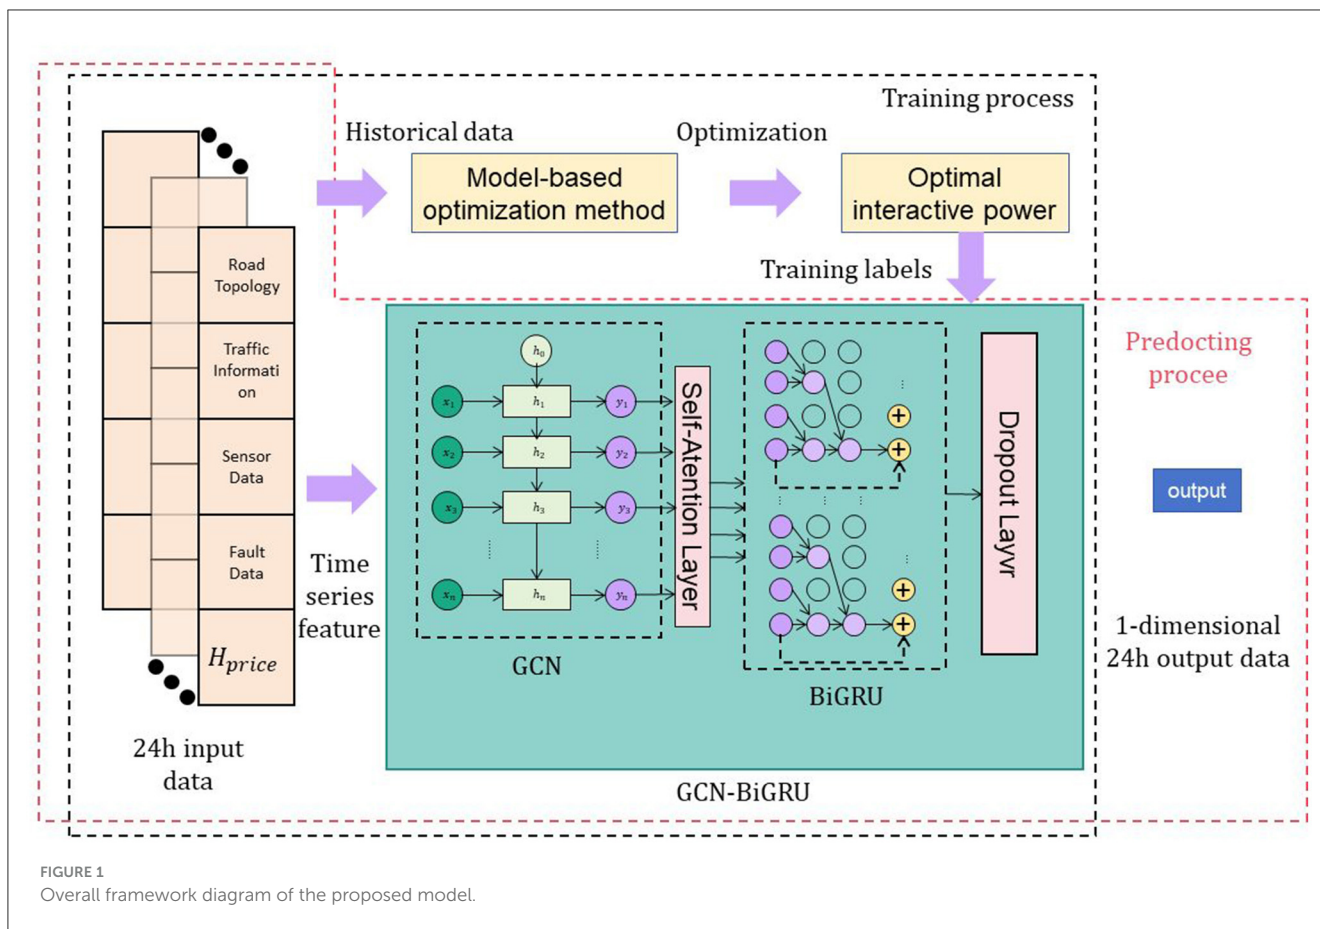 Training process
Historical data
Optimization
Model-based
optimization method
Optimal
interactive power
Training labels
Road
Topology
Traffic
Informati
on
Sensor
Data
Fault
Data
H_price
24h input
data
Time
series
feature
h_0
x_1
h_1
y_1
x_2
h_2
y_2
x_3
h_3
y_3
x_n
h_n
y_n
GCN
Self-Atention Layer
BiGRU
Dropout Layvr
GCN-BiGRU
Predocting
procee
output
1-dimensional
24h output data
FIGURE 1
Overall framework diagram of the proposed model.